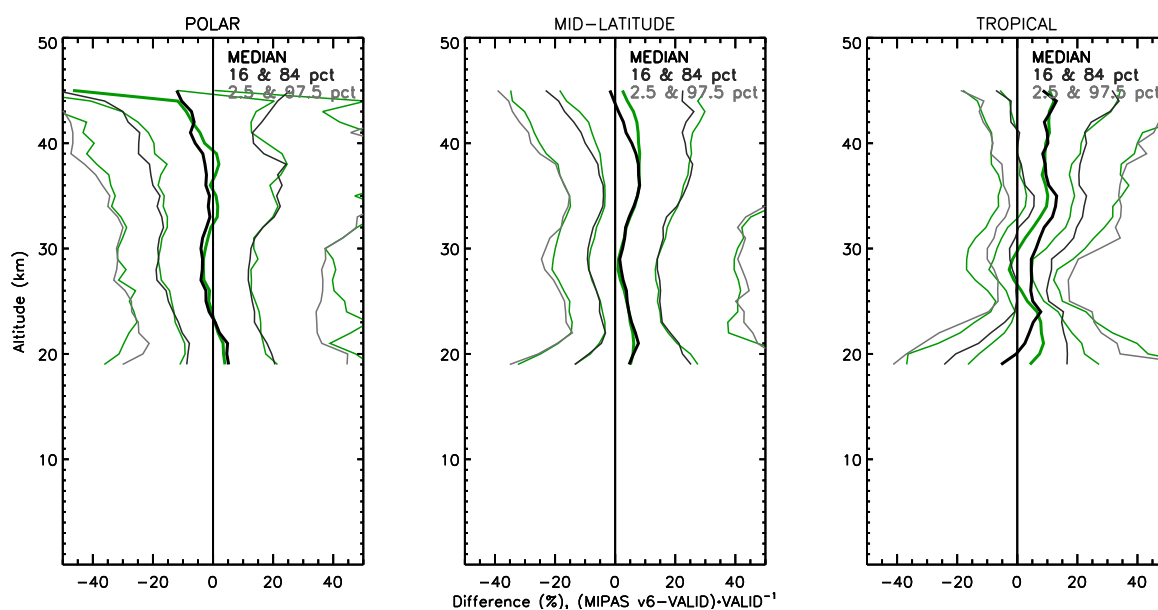 POLAR
MID−LATITUDE
TROPICAL
50
MEDIAN
16 & 84 pct
2.5 & 97.5 pct
40
30
20
10
−40 −20 0 20 40
Altitude (km)
50
MEDIAN
16 & 84 pct
2.5 & 97.5 pct
40
30
20
10
−40 −20 0 20 40
50
MEDIAN
16 & 84 pct
2.5 & 97.5 pct
40
30
20
10
−40 −20 0 20 40
Difference (%), (MIPAS v6−VALID)·VALID⁻¹